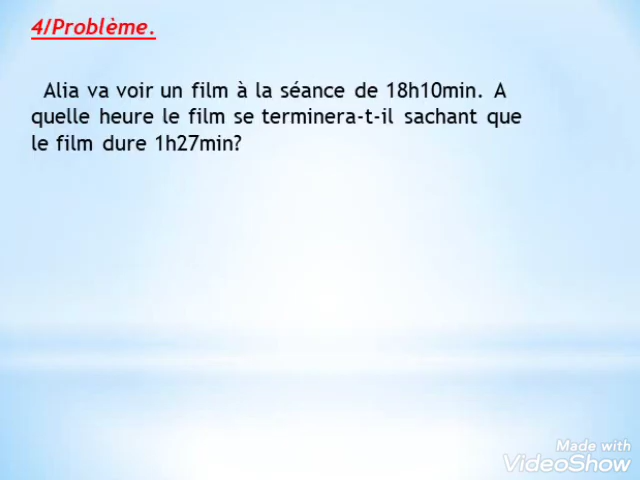 4/Problème.
Alia va voir un film à la séance de 18h10min. A
quelle heure le film se terminera-t-il sachant que
le film dure 1h27min?
Made with
VideoShow